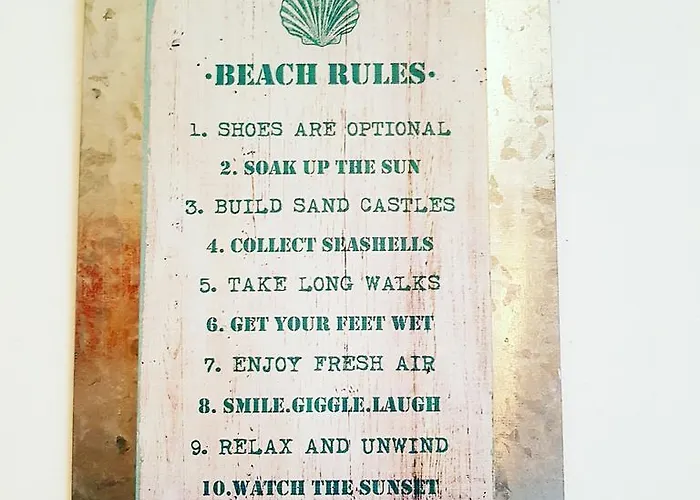 ·BEACH RULES·
1. SHOES ARE OPTIONAL
2. SOAK UP THE SUN
3. BUILD SAND CASTLES
4. COLLECT SEASHELLS
5. TAKE LONG WALKS
6. GET YOUR FEET WET
7. ENJOY FRESH AIR
8. SMILE.GIGGLE.LAUGH
9. RELAX AND UNWIND
10.WATCH THE SUNSET